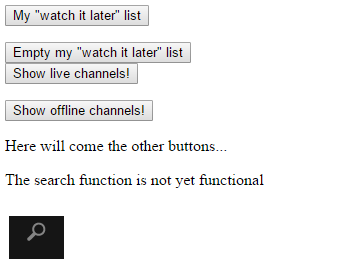 My "watch it later" list
Empty my "watch it later" list
Show live channels!
Show offline channels!
Here will come the other buttons...
The search function is not yet functional